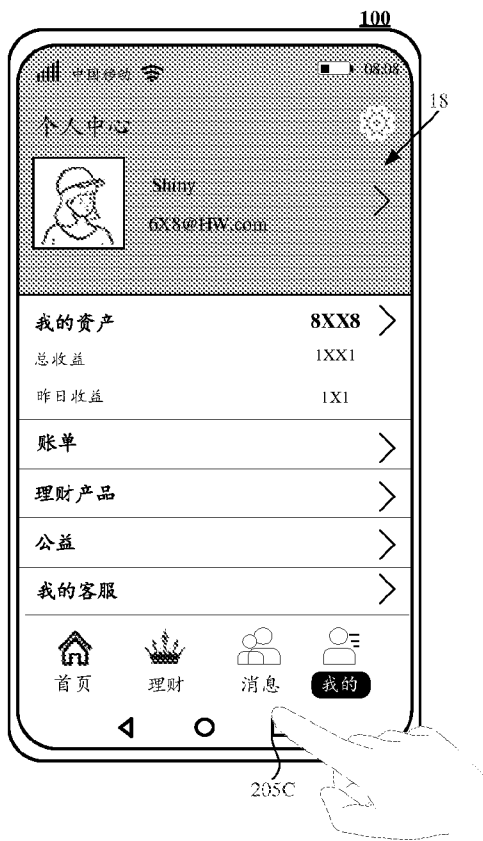 100
中国移动 08:08
个人中心
18
Shiny
6X8@HW.com
我的资产 8XX8
总收益 1XX1
昨日收益 1X1
账单
理财产品
公益
我的客服
首页 理财 消息 我的
205C